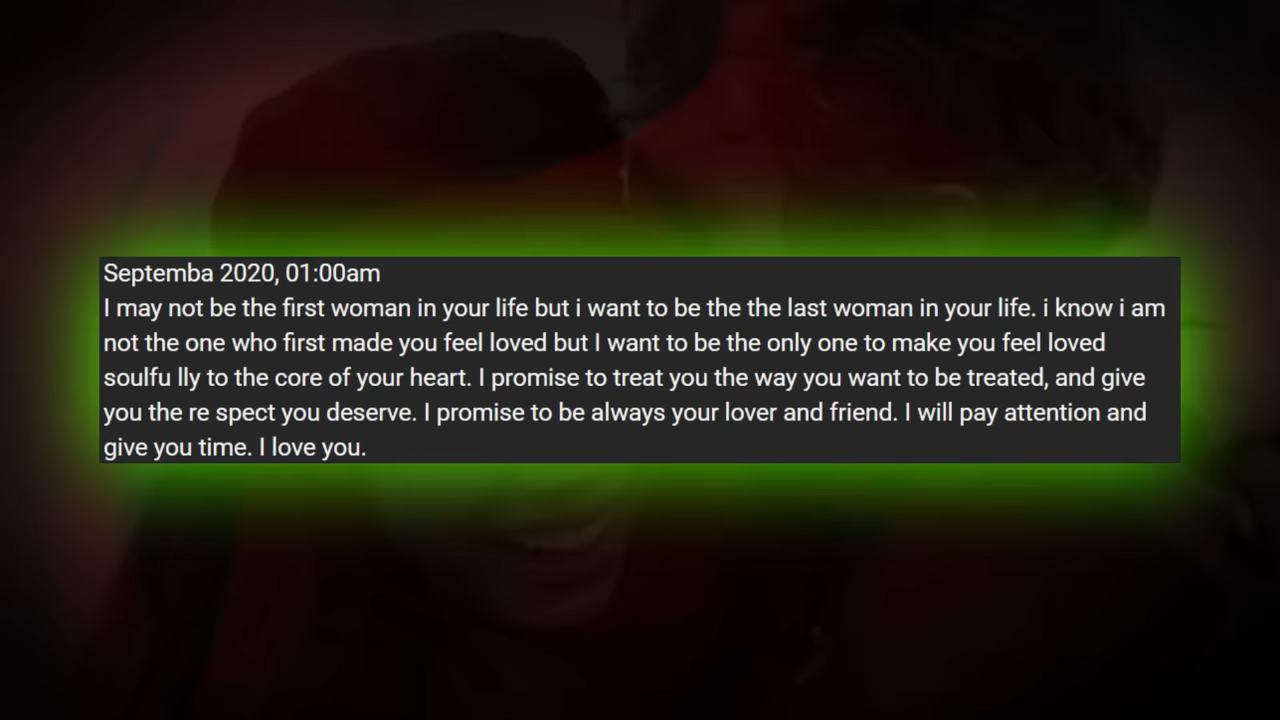 Septemba 2020, 01:00am
I may not be the first woman in your life but i want to be the the last woman in your life. i know i am
not the one who first made you feel loved but I want to be the only one to make you feel loved
soulfu lly to the core of your heart. I promise to treat you the way you want to be treated, and give
you the re spect you deserve. I promise to be always your lover and friend. I will pay attention and
give you time. I love you.